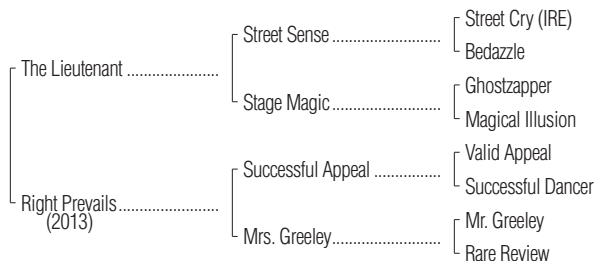 Street Cry (IRE)
Street Sense ........................
Bedazzle
The Lieutenant ....................
Ghostzapper
Stage Magic ........................
Magical Illusion
Valid Appeal
Successful Appeal ...............
Successful Dancer
Right Prevails ......................
(2013)
Mr. Greeley
Mrs. Greeley ........................
Rare Review